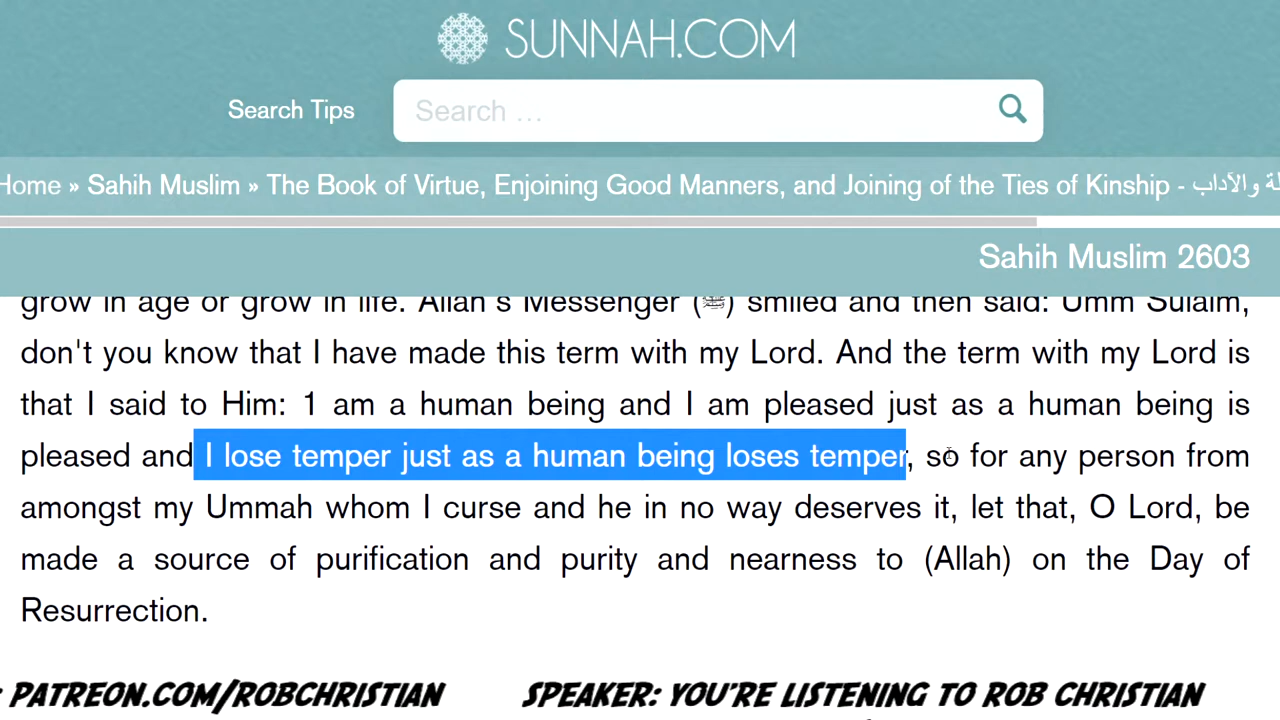 SUNNAH.COM
Search Tips
Search ...
Home » Sahih Muslim » The Book of Virtue, Enjoining Good Manners, and Joining of the Ties of Kinship - لة والآداب
Sahih Muslim 2603
grow in age or grow in life. Allah's Messenger (ﷺ) smiled and then said: Umm Sulaim,
don't you know that I have made this term with my Lord. And the term with my Lord is
that I said to Him: 1 am a human being and I am pleased just as a human being is
pleased and I lose temper just as a human being loses temper, so for any person from
amongst my Ummah whom I curse and he in no way deserves it, let that, O Lord, be
made a source of purification and purity and nearness to (Allah) on the Day of
Resurrection.
: PATREON.COM/ROBCHRISTIAN SPEAKER: YOU'RE LISTENING TO ROB CHRISTIAN